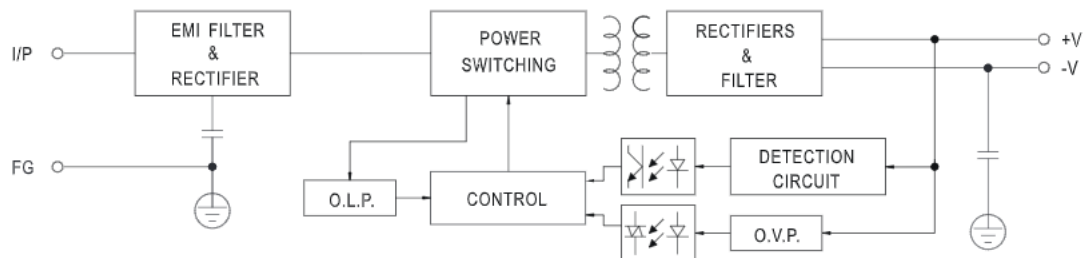 I/P
EMI FILTER
&
RECTIFIER
POWER
SWITCHING
RECTIFIERS
&
FILTER
+V
-V
FG
O.L.P.
CONTROL
DETECTION
CIRCUIT
O.V.P.